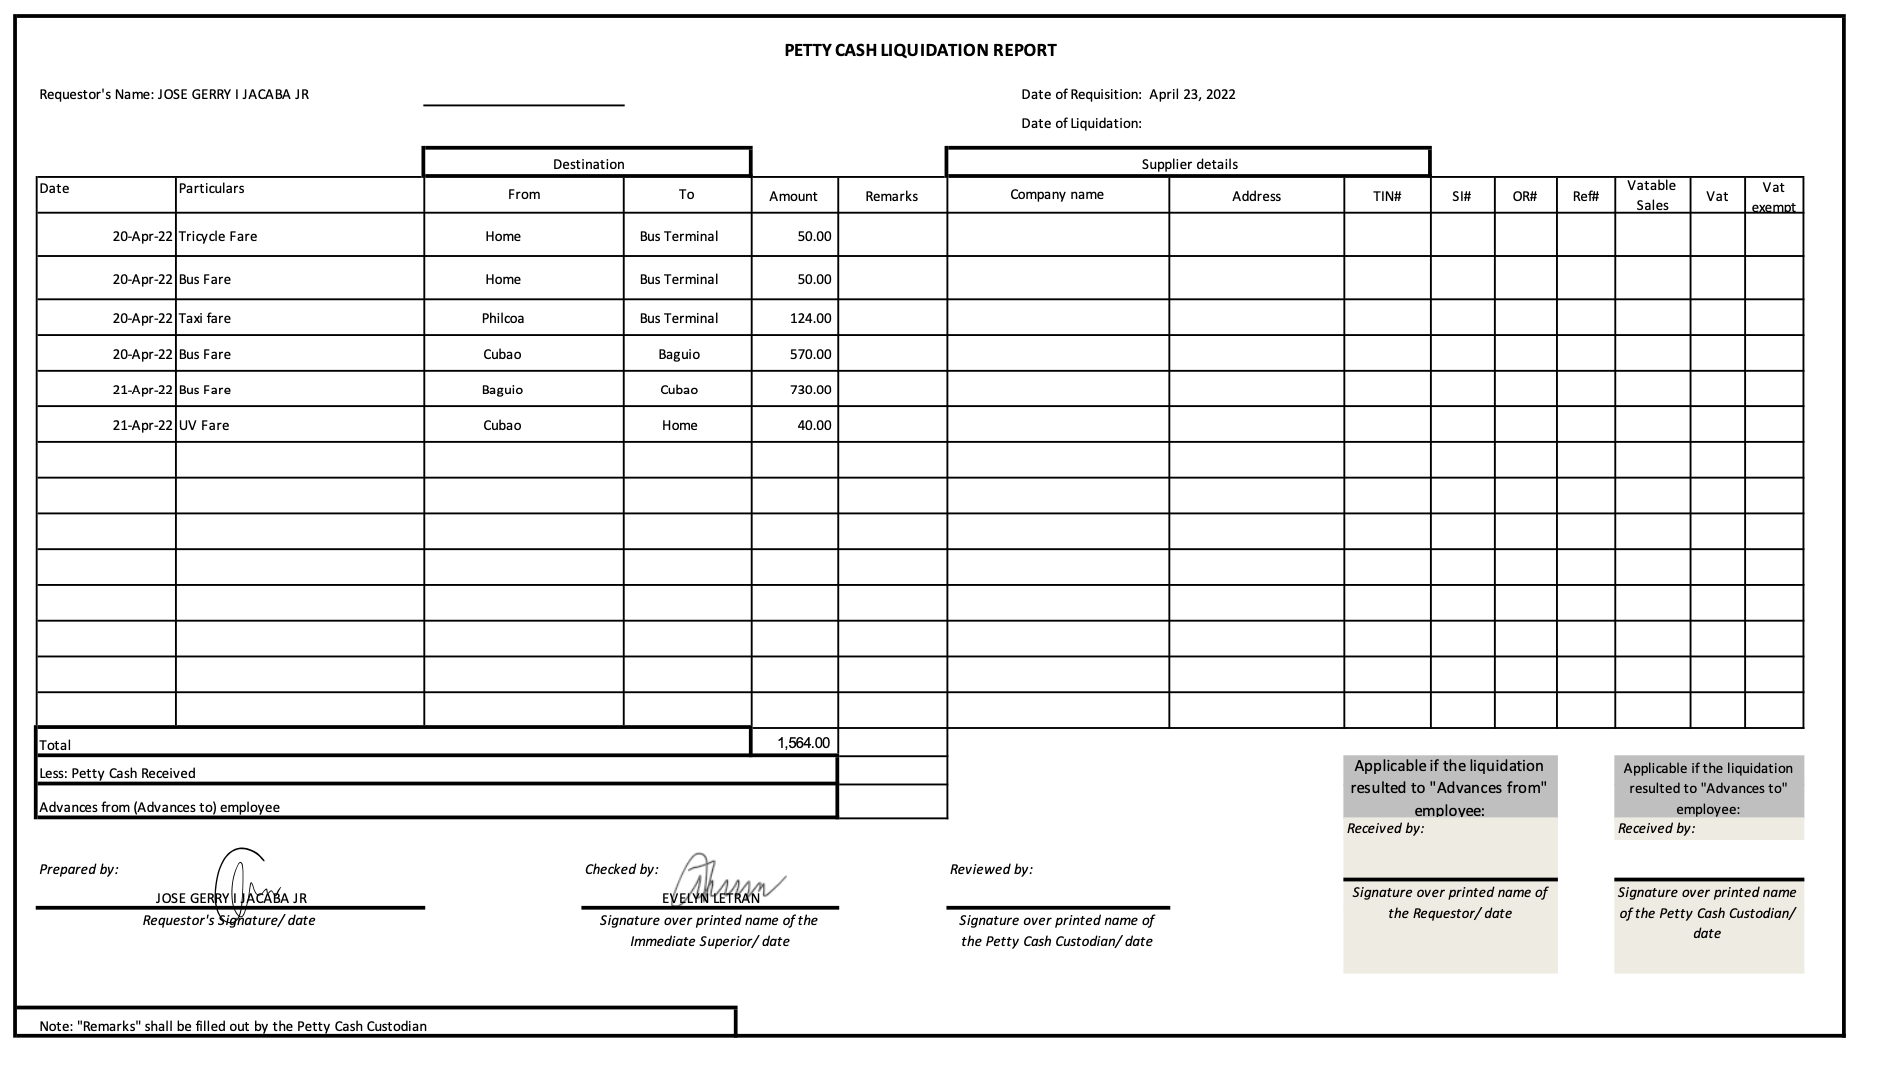 PETTY CASH LIQUIDATION REPORT
Requestor's Name: JOSE GERRY I JACABA JR
Date of Requisition: April 23, 2022
Date of Liquidation:
Destination
Supplier details
Date Particulars From To Amount Remarks Company name Address TIN# SI# OR# Ref# Vatable Sales Vat Vat exempt
20-Apr-22 Tricycle Fare Home Bus Terminal 50.00
20-Apr-22 Bus Fare Home Bus Terminal 50.00
20-Apr-22 Taxi fare Philcoa Bus Terminal 124.00
20-Apr-22 Bus Fare Cubao Baguio 570.00
21-Apr-22 Bus Fare Baguio Cubao 730.00
21-Apr-22 UV Fare Cubao Home 40.00
Total 1,564.00
Less: Petty Cash Received
Advances from (Advances to) employee
Applicable if the liquidation
resulted to "Advances from"
employee:
Received by:
Signature over printed name of
the Requestor/ date
Applicable if the liquidation
resulted to "Advances to"
employee:
Received by:
Signature over printed name
of the Petty Cash Custodian/
date
Prepared by:
JOSE GERRY I JACABA JR
Requestor's Signature/ date
Checked by:
EVELYN LETRAN
Signature over printed name of the
Immediate Superior/ date
Reviewed by:
Signature over printed name of
the Petty Cash Custodian/ date
Note: "Remarks" shall be filled out by the Petty Cash Custodian